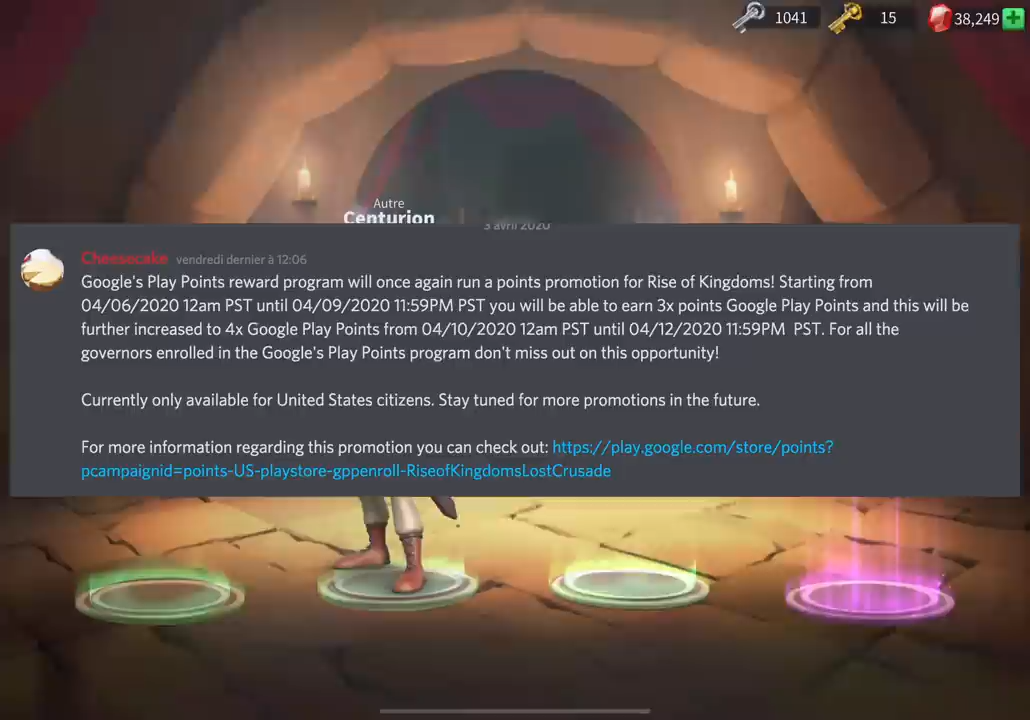 1041 15 38,249
Autre
Centurion
3 avril 2020
Cheesecake vendredi dernier à 12:06
Google's Play Points reward program will once again run a points promotion for Rise of Kingdoms! Starting from
04/06/2020 12am PST until 04/09/2020 11:59PM PST you will be able to earn 3x points Google Play Points and this will be
further increased to 4x Google Play Points from 04/10/2020 12am PST until 04/12/2020 11:59PM PST. For all the
governors enrolled in the Google's Play Points program don't miss out on this opportunity!
Currently only available for United States citizens. Stay tuned for more promotions in the future.
For more information regarding this promotion you can check out: https://play.google.com/store/points?
pcampaignid=points-US-playstore-gppenroll-RiseofKingdomsLostCrusade